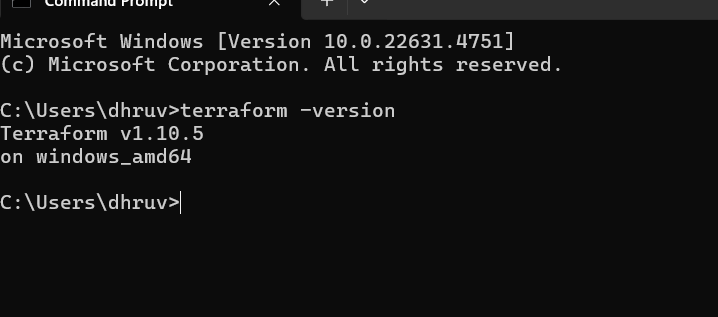 Command Prompt
Microsoft Windows [Version 10.0.22631.4751]
(c) Microsoft Corporation. All rights reserved.
C:\Users\dhruv>terraform -version
Terraform v1.10.5
on windows_amd64
C:\Users\dhruv>